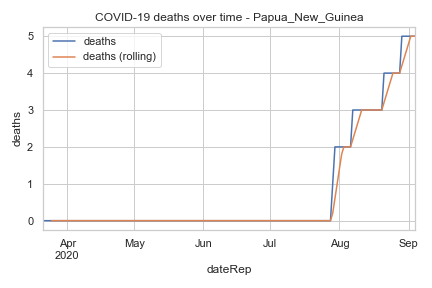 COVID-19 deaths over time - Papua_New_Guinea
deaths
deaths (rolling)
deaths
5
4
3
2
1
0
Apr
2020
May
Jun
Jul
Aug
Sep
dateRep